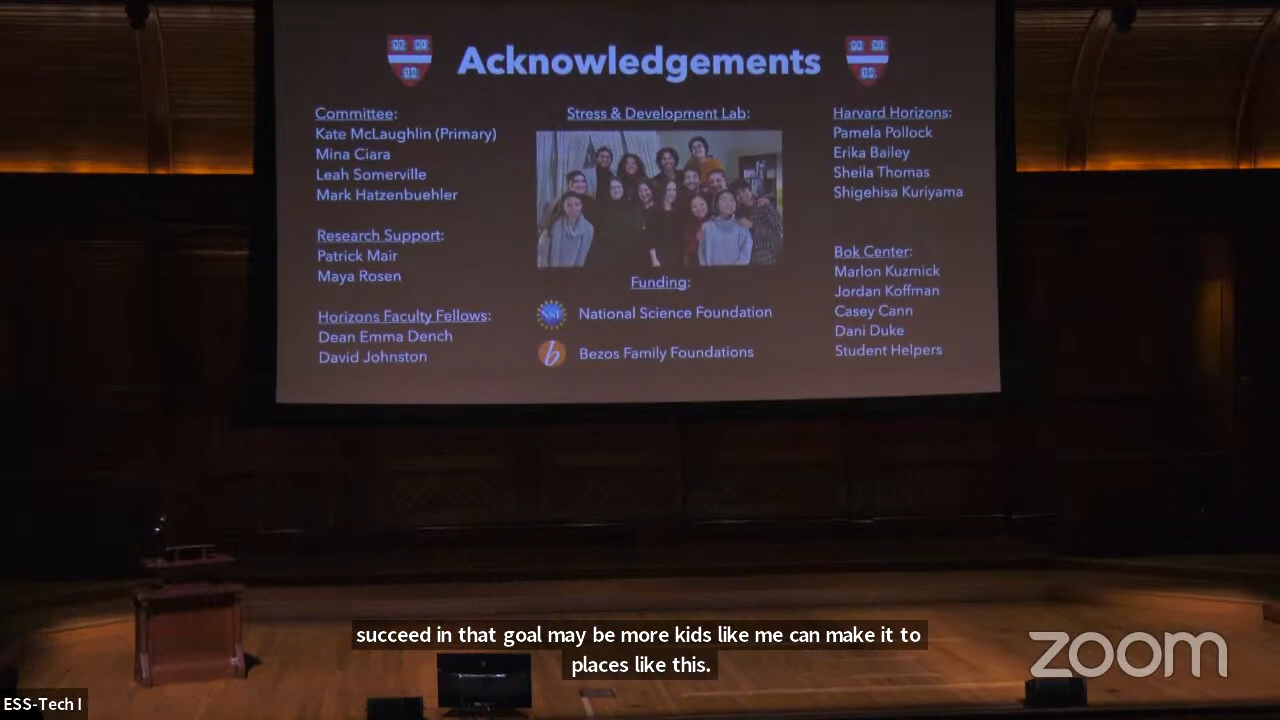 Acknowledgements
Committee:
Kate McLaughlin (Primary)
Mina Ciara
Leah Somerville
Mark Hatzenbuehler
Research Support:
Patrick Mair
Maya Rosen
Horizons Faculty Fellows:
Dean Emma Dench
David Johnston
Stress & Development Lab:
Funding:
NSF
National Science Foundation
b
Bezos Family Foundations
Harvard Horizons:
Pamela Pollock
Erika Bailey
Sheila Thomas
Shigehisa Kuriyama
Bok Center:
Marlon Kuzmick
Jordan Koffman
Casey Cann
Dani Duke
Student Helpers
succeed in that goal may be more kids like me can make it to
places like this.
zoom
ESS-Tech I